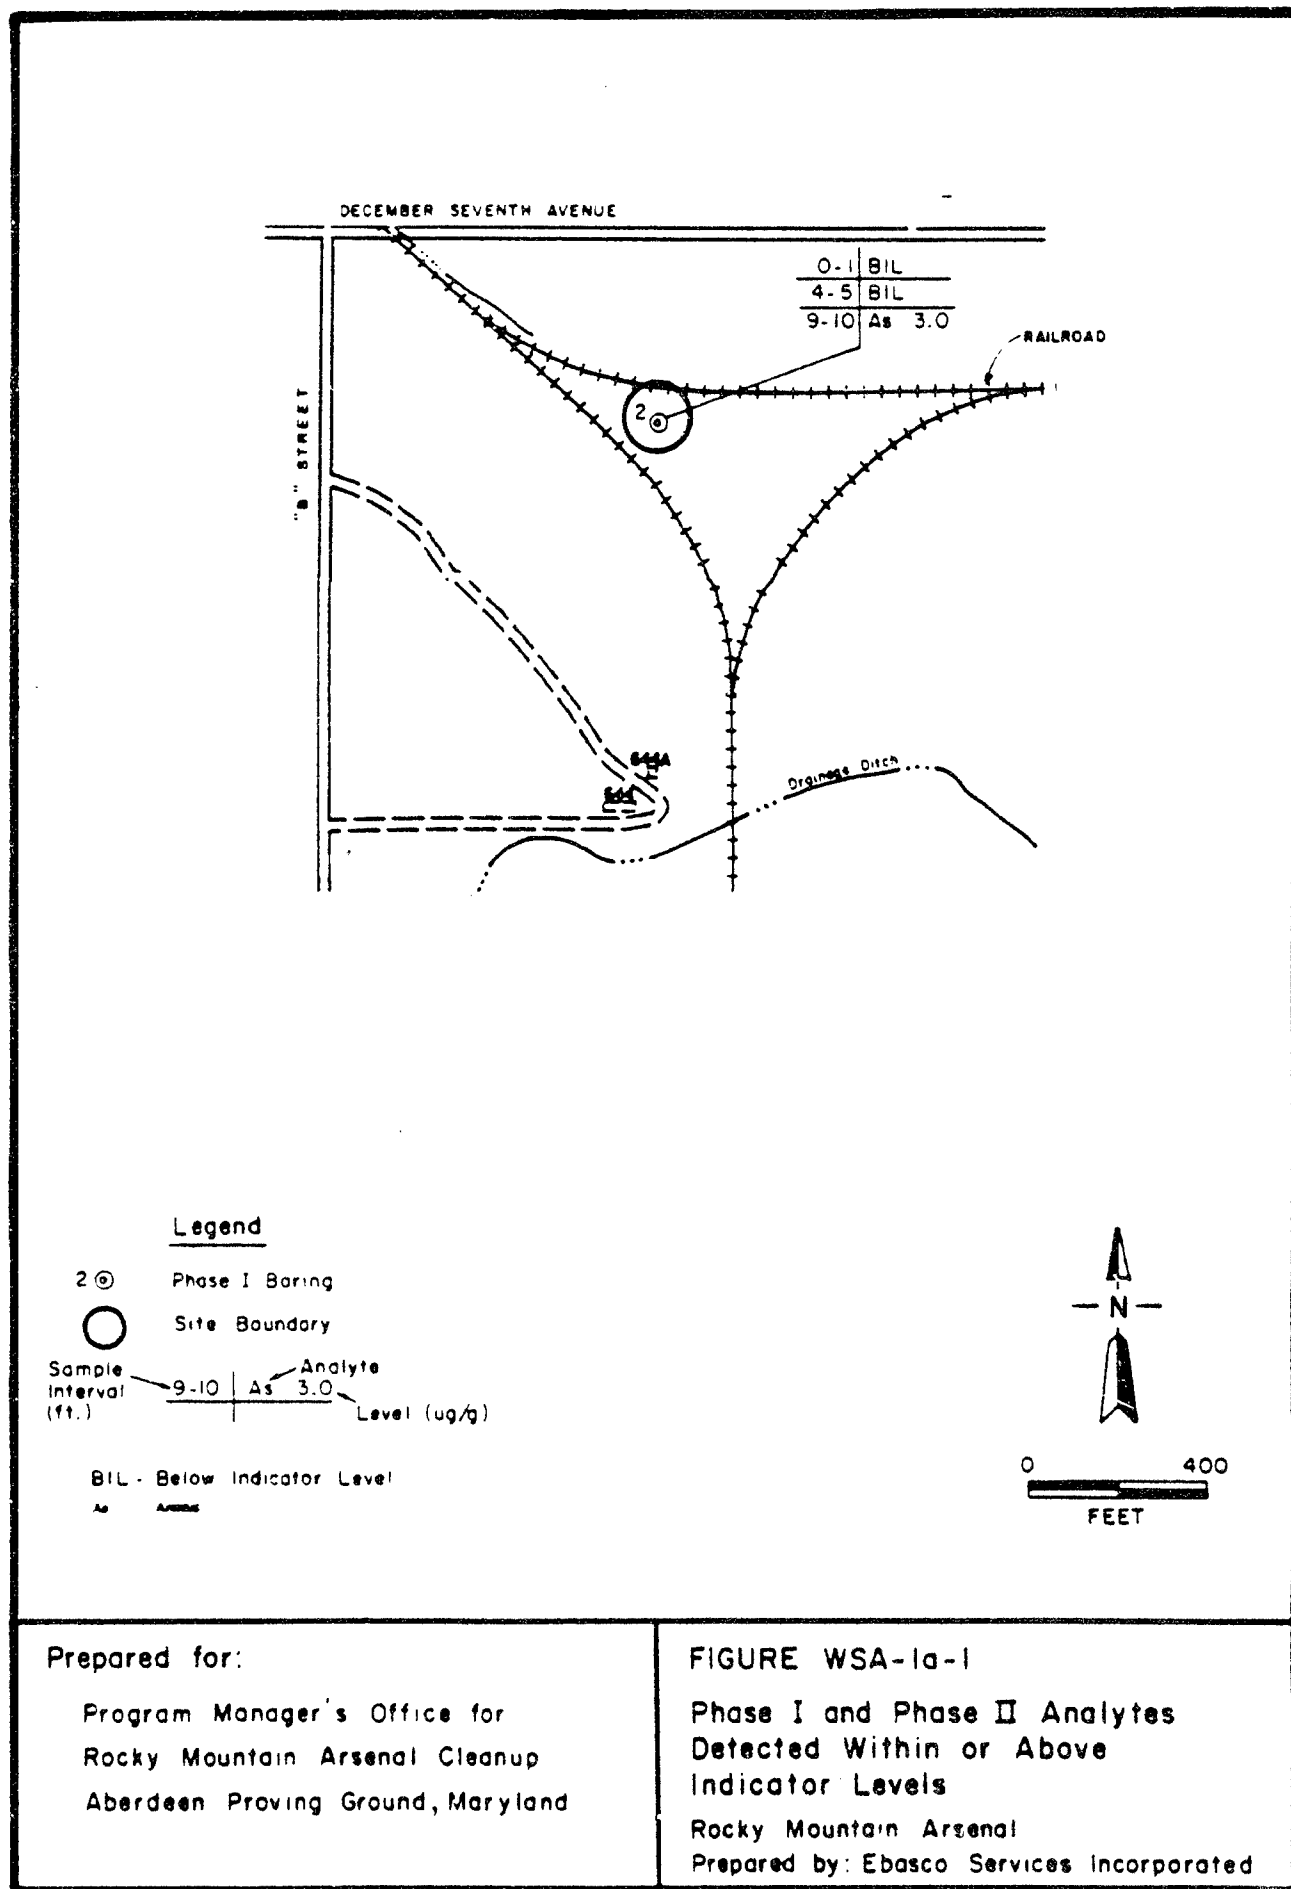 DECEMBER SEVENTH AVENUE
0-1 BIL
4-5 BIL
9-10 As 3.0
RAILROAD
"B" STREET
2
644A
644
Drainage Ditch
Legend
2 Phase I Boring
Site Boundary
Sample Interval (ft.)
9-10 As 3.0
Analyte
Level (ug/g)
BIL - Below Indicator Level
As
N
0 400
FEET
Prepared for:
Program Manager's Office for
Rocky Mountain Arsenal Cleanup
Aberdeen Proving Ground, Maryland
FIGURE WSA-1a-1
Phase I and Phase II Analytes
Detected Within or Above
Indicator Levels
Rocky Mountain Arsenal
Prepared by: Ebasco Services Incorporated